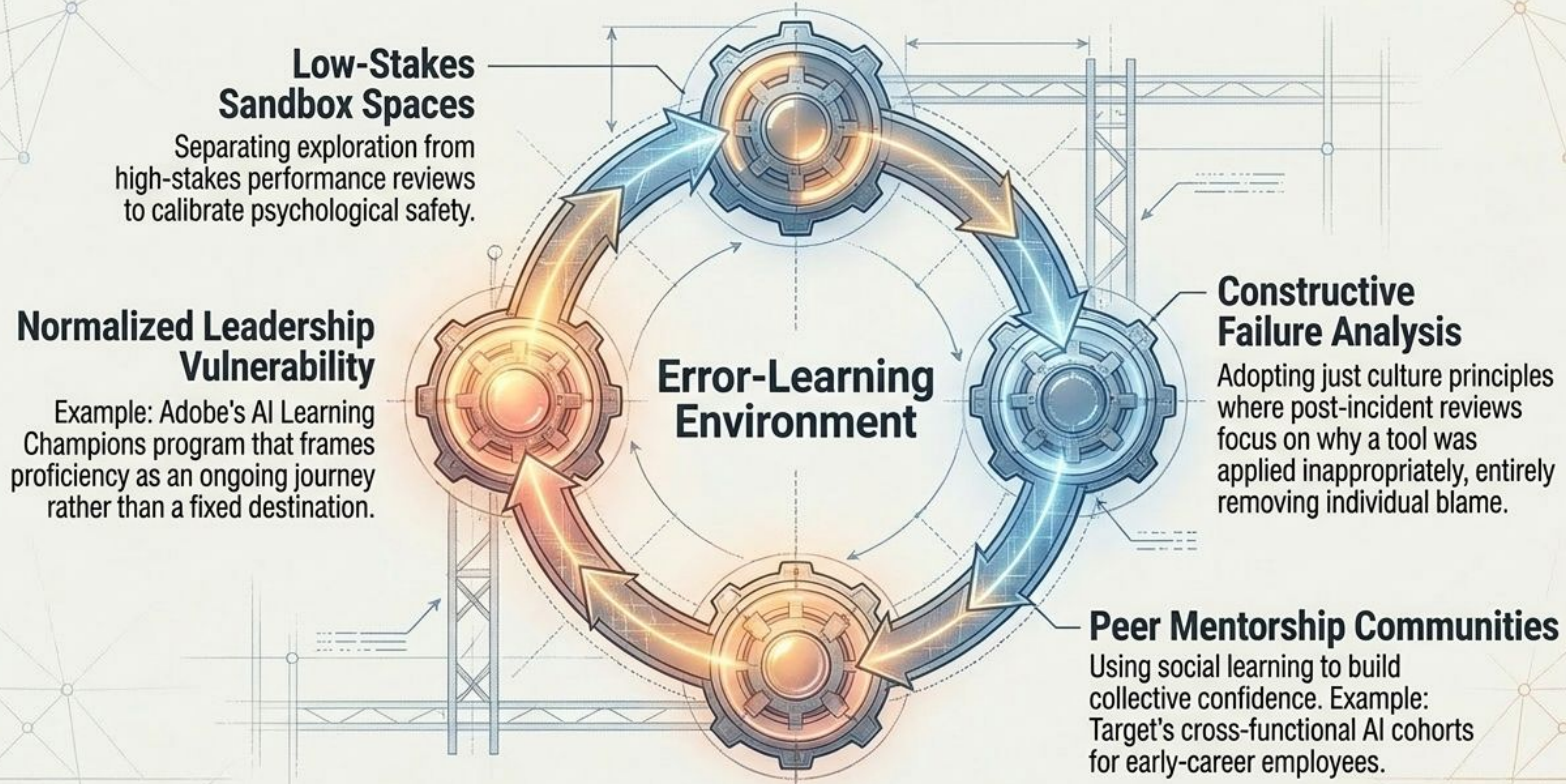 Low-Stakes
Sandbox Spaces
Separating exploration from
high-stakes performance reviews
to calibrate psychological safety.
Normalized Leadership
Vulnerability
Example: Adobe's AI Learning
Champions program that frames
proficiency as an ongoing journey
rather than a fixed destination.
Error-Learning
Environment
Constructive
Failure Analysis
Adopting just culture principles
where post-incident reviews
focus on why a tool was
applied inappropriately, entirely
removing individual blame.
Peer Mentorship Communities
Using social learning to build
collective confidence. Example:
Target's cross-functional AI cohorts
for early-career employees.